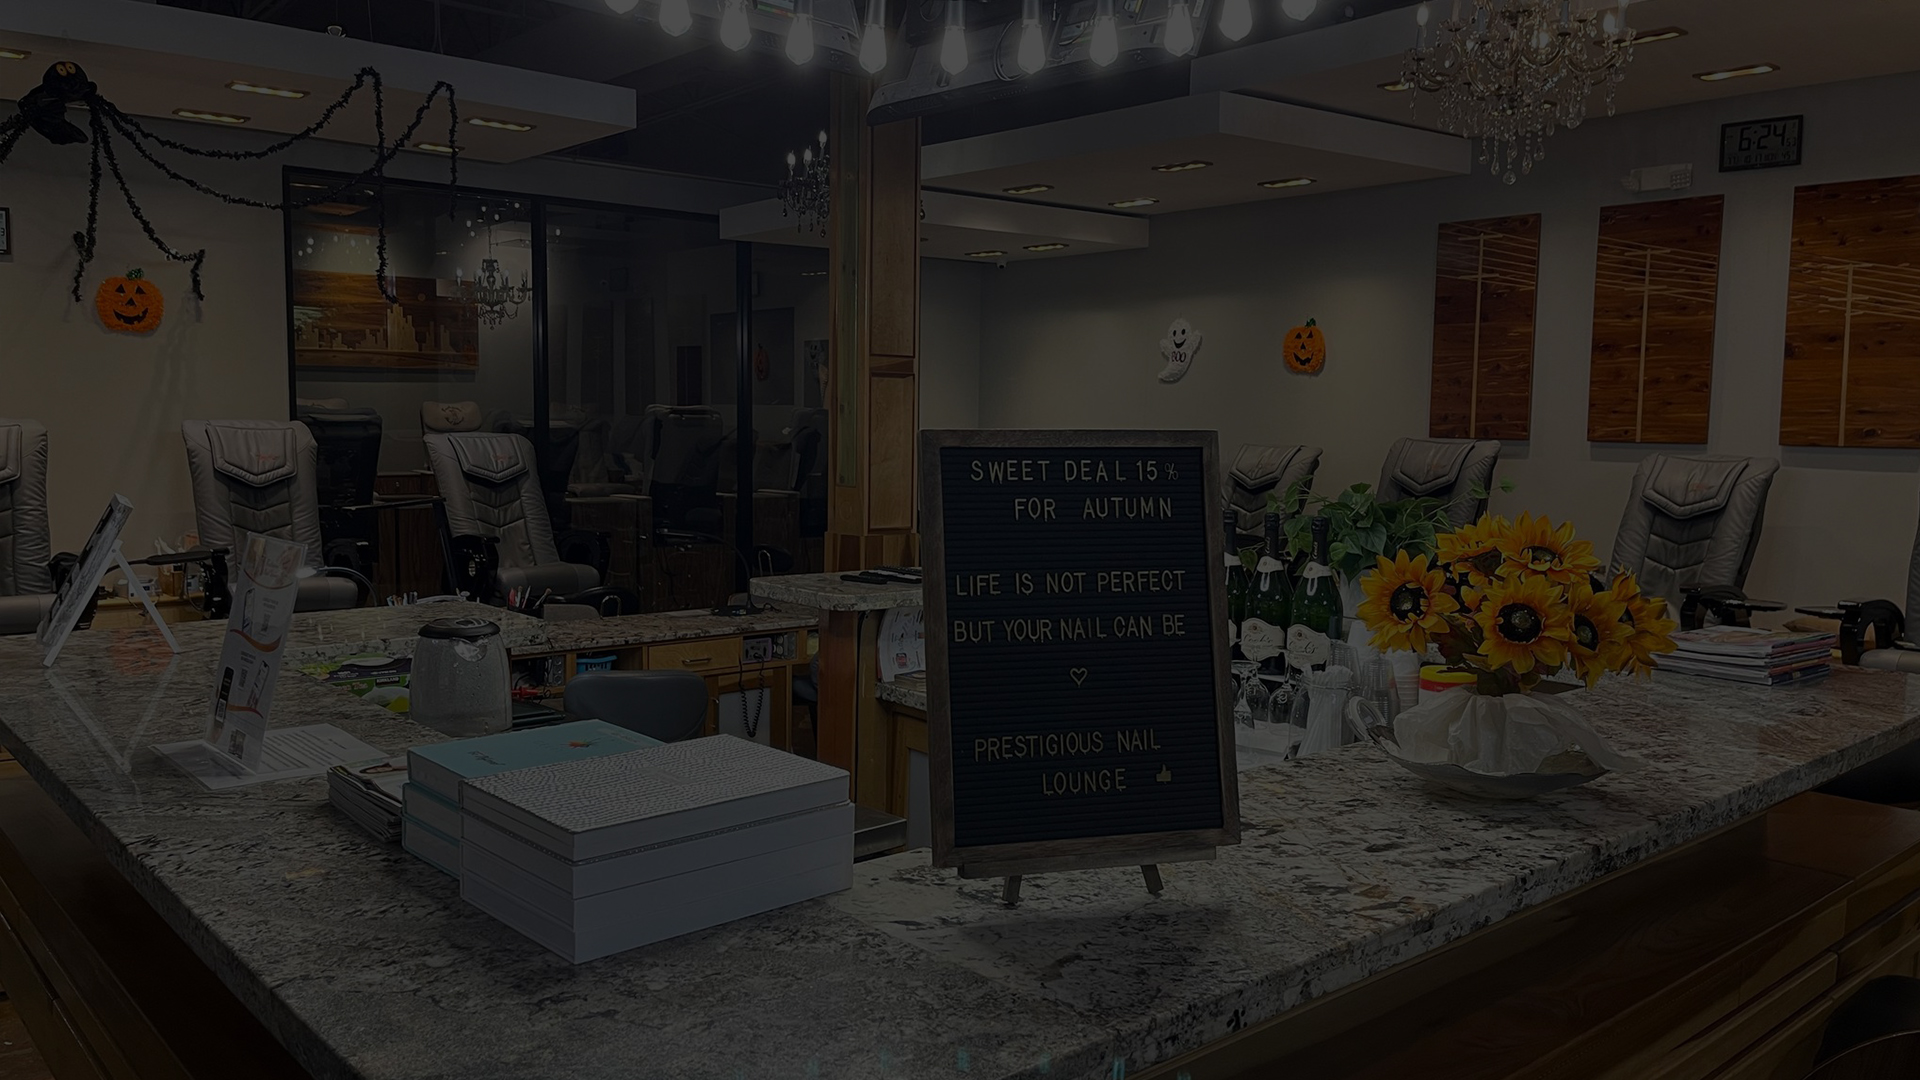 6:24
BOO
SWEET DEAL 15%
FOR AUTUMN
LIFE IS NOT PERFECT
BUT YOUR NAIL CAN BE
♡
PRESTIGIOUS NAIL
LOUNGE 👍